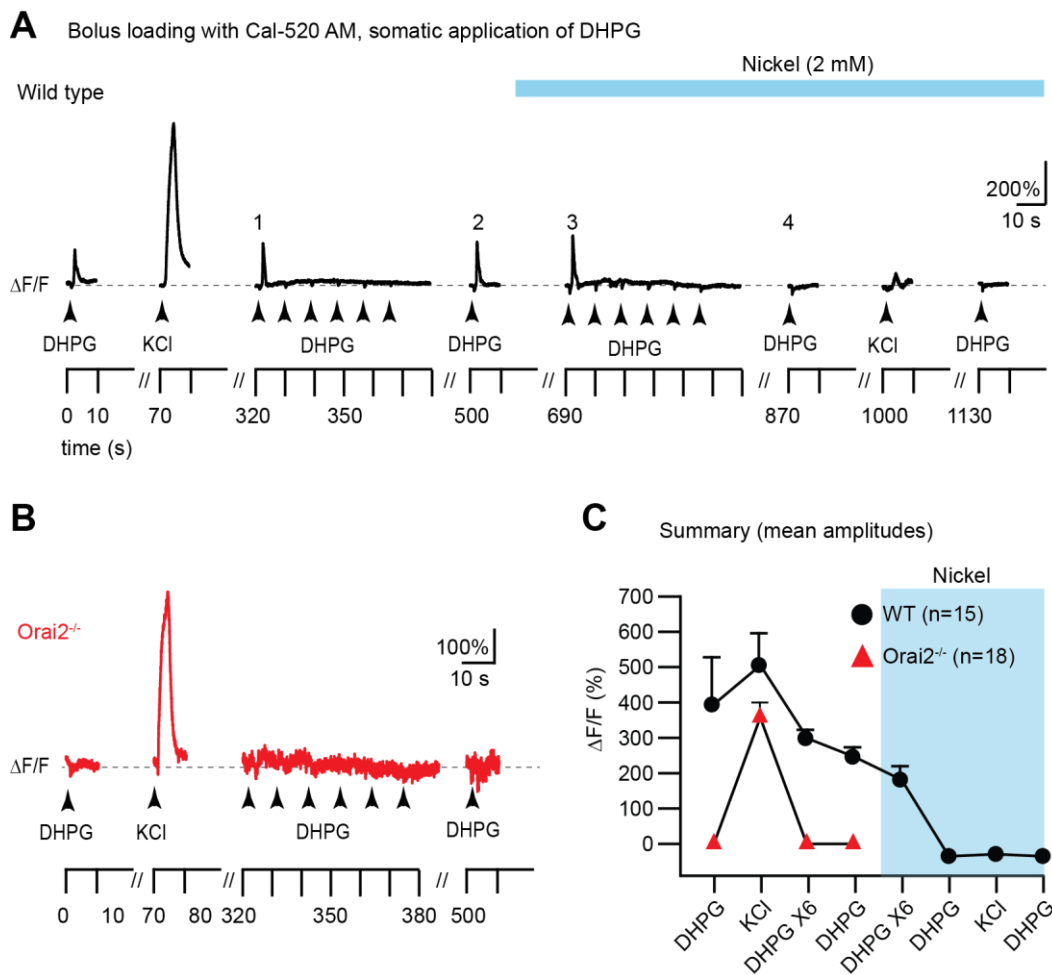 A Bolus loading with Cal-520 AM, somatic application of DHPG
Nickel (2 mM)
Wild type
200%
10 s
1 2 3 4
ΔF/F
DHPG KCl DHPG DHPG DHPG DHPG KCl DHPG
// // // // // // //
0 10 70 320 350 500 690 870 1000 1130
time (s)
B
Orai2-/-
100%
10 s
ΔF/F
DHPG KCl DHPG DHPG
// // //
0 10 70 80 320 350 380 500
C Summary (mean amplitudes)
Nickel
WT (n=15)
Orai2-/- (n=18)
ΔF/F (%)
700
600
500
400
300
200
100
0
DHPG KCl DHPG X6 DHPG DHPG X6 DHPG KCl DHPG